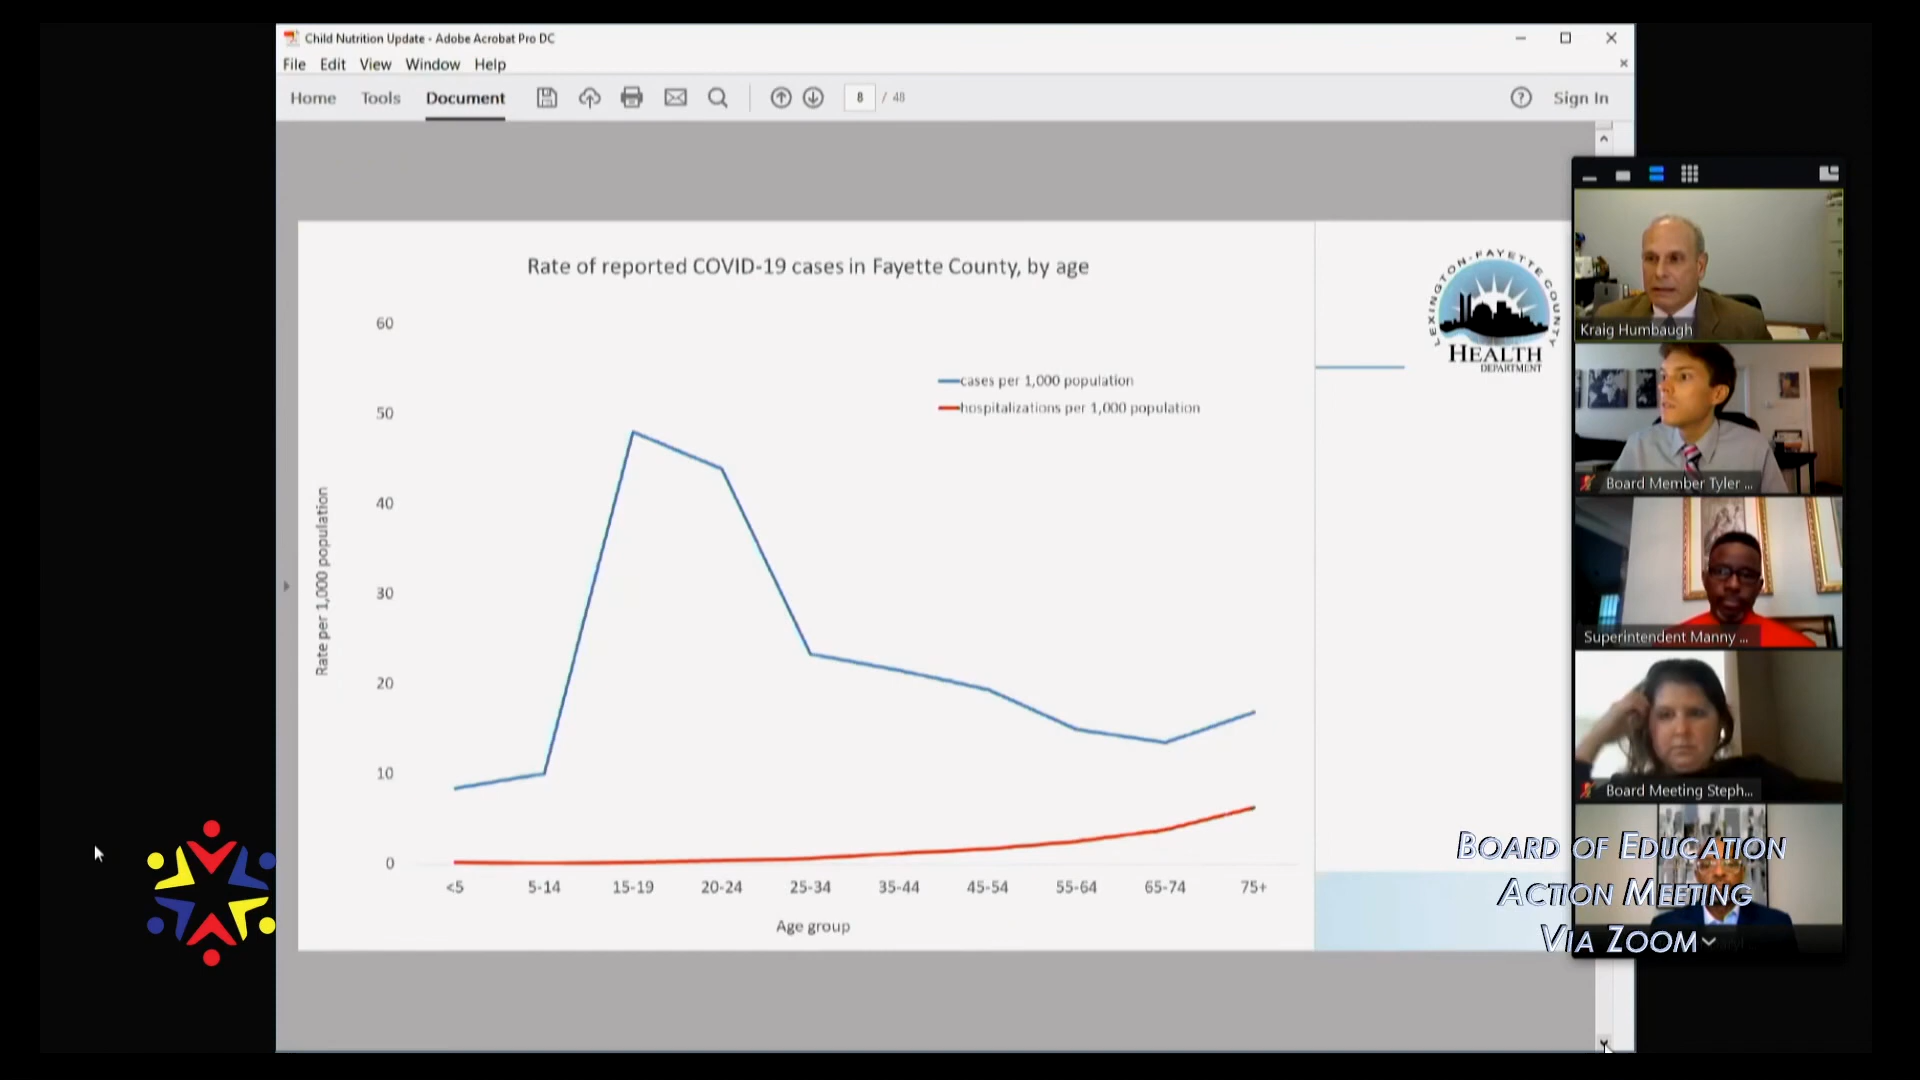 Child Nutrition Update - Adobe Acrobat Pro DC
File Edit View Window Help
Home Tools Document 8 / 48 Sign In
Rate of reported COVID-19 cases in Fayette County, by age
60
50
40
30
20
10
0
Rate per 1,000 population
cases per 1,000 population
hospitalizations per 1,000 population
<5 5-14 15-19 20-24 25-34 35-44 45-54 55-64 65-74 75+
Age group
LEXINGTON-FAYETTE COUNTY
HEALTH
DEPARTMENT
Kraig Humbaugh
Board Member Tyler ...
Superintendent Manny ...
Board Meeting Steph...
BOARD OF EDUCATION
ACTION MEETING
VIA ZOOM